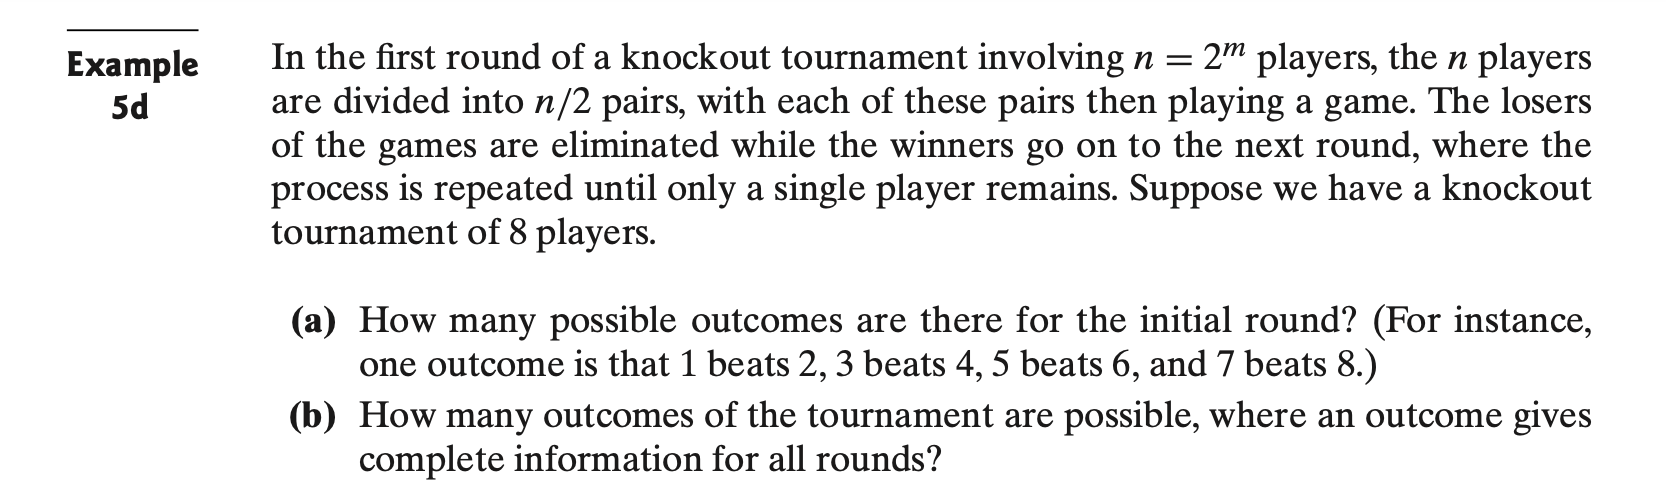 Example
5d
In the first round of a knockout tournament involving n = 2^m players, the n players
are divided into n/2 pairs, with each of these pairs then playing a game. The losers
of the games are eliminated while the winners go on to the next round, where the
process is repeated until only a single player remains. Suppose we have a knockout
tournament of 8 players.
(a) How many possible outcomes are there for the initial round? (For instance,
one outcome is that 1 beats 2, 3 beats 4, 5 beats 6, and 7 beats 8.)
(b) How many outcomes of the tournament are possible, where an outcome gives
complete information for all rounds?